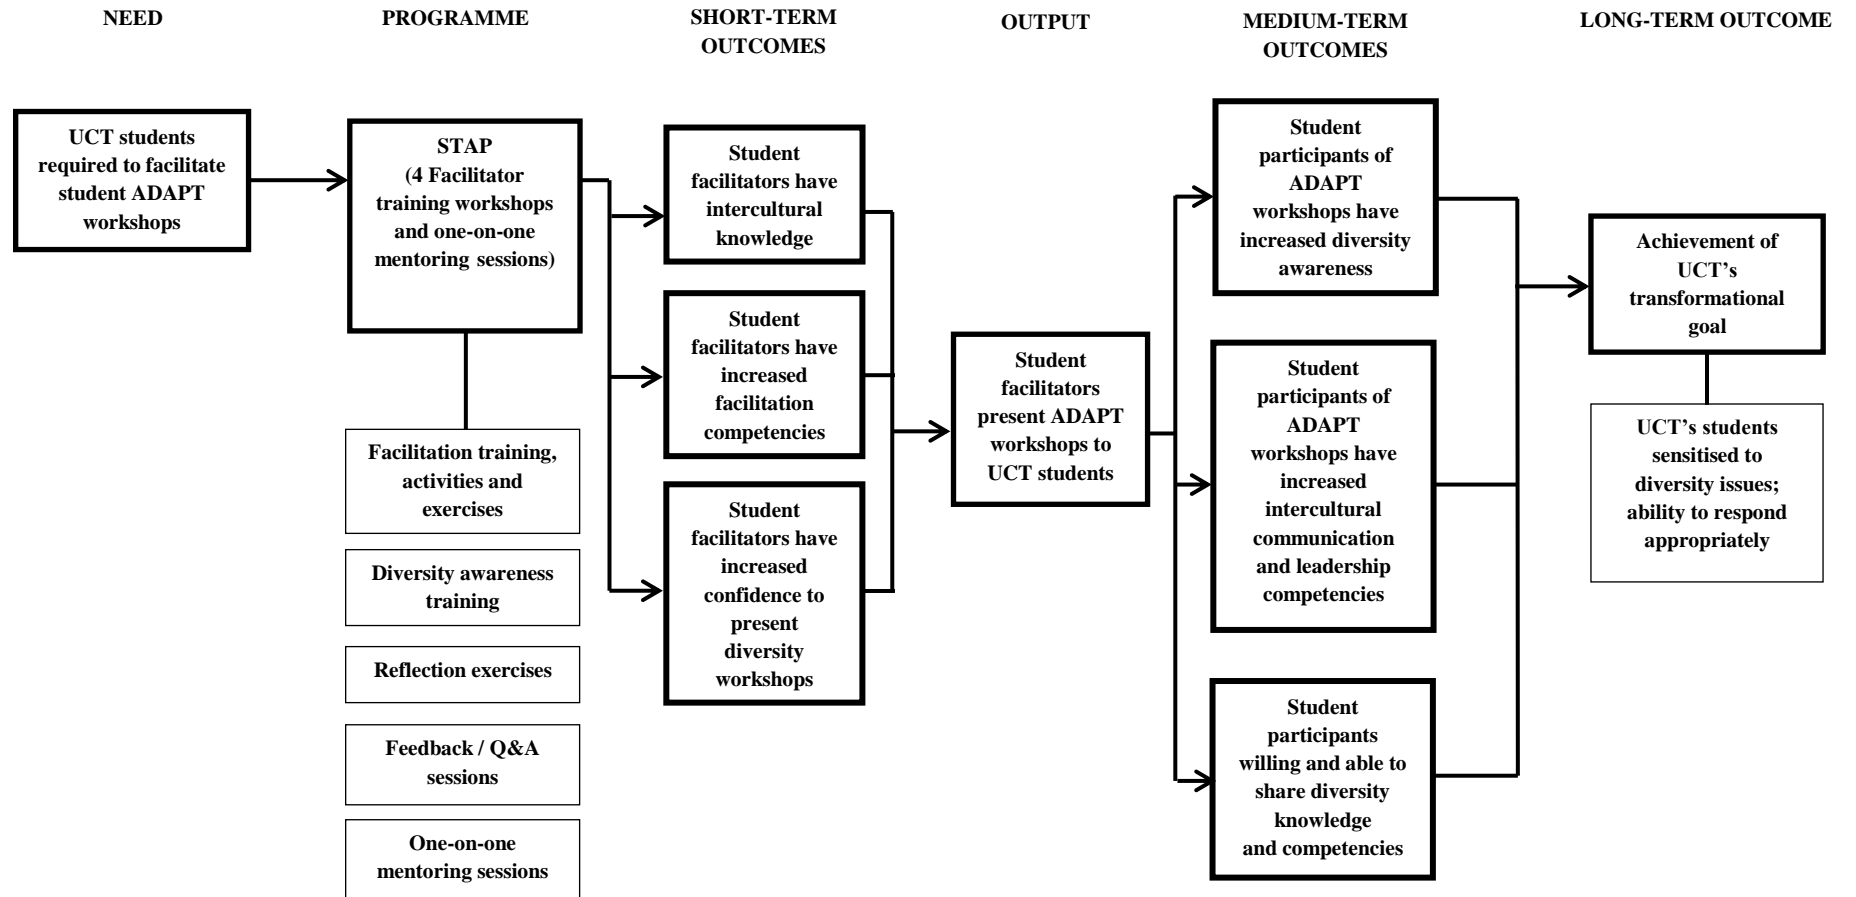 NEED
PROGRAMME
SHORT-TERM
OUTCOMES
OUTPUT
MEDIUM-TERM
OUTCOMES
LONG-TERM OUTCOME
UCT students
required to facilitate
student ADAPT
workshops
STAP
(4 Facilitator
training workshops
and one-on-one
mentoring sessions)
Facilitation training,
activities and
exercises
Diversity awareness
training
Reflection exercises
Feedback / Q&A
sessions
One-on-one
mentoring sessions
Student
facilitators have
intercultural
knowledge
Student
facilitators have
increased
facilitation
competencies
Student
facilitators have
increased
confidence to
present
diversity
workshops
Student
facilitators
present ADAPT
workshops to
UCT students
Student
participants of
ADAPT
workshops have
increased diversity
awareness
Student
participants of
ADAPT
workshops have
increased
intercultural
communication
and leadership
competencies
Student
participants
willing and able to
share diversity
knowledge
and competencies
Achievement of
UCT’s
transformational
goal
UCT’s students
sensitised to
diversity issues;
ability to respond
appropriately